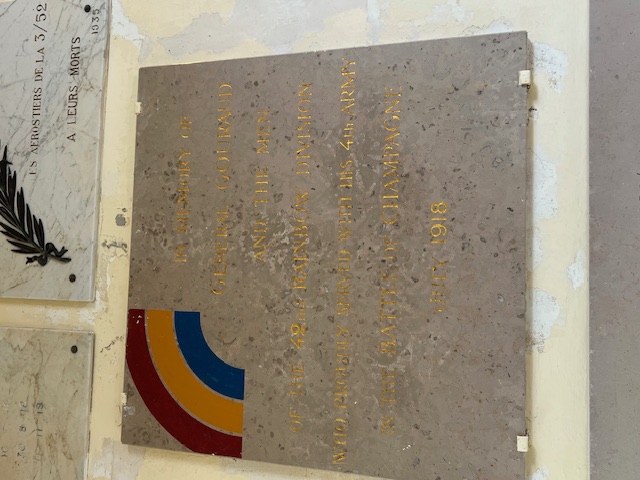 IN MEMORY OF
GENERAL GOURAUD
AND THE MEN
OF THE 42ND RAINBOW DIVISION
WHO PROUDLY SERVED WITH HIS 4th ARMY
IN THE BATTLE OF CHAMPAGNE
JULY 1918
AEROSTIERS DE LA 3/52
A LEURS MORTS
1935